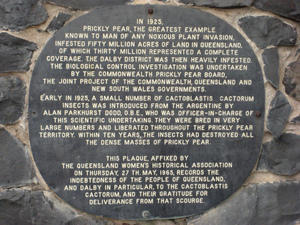 IN 1925,
PRICKLY PEAR, THE GREATEST EXAMPLE
KNOWN TO MAN OF ANY NOXIOUS PLANT INVASION,
INFESTED FIFTY MILLION ACRES OF LAND IN QUEENSLAND,
OF WHICH THIRTY MILLION REPRESENTED A COMPLETE
COVERAGE. THE DALBY DISTRICT WAS THEN HEAVILY INFESTED.
THE BIOLOGICAL CONTROL INVESTIGATION WAS UNDERTAKEN
BY THE COMMONWEALTH PRICKLY PEAR BOARD,
THE JOINT PROJECT OF THE COMMONWEALTH, QUEENSLAND AND
NEW SOUTH WALES GOVERNMENTS.
EARLY IN 1925, A SMALL NUMBER OF CACTOBLASTIS CACTORUM
INSECTS WAS INTRODUCED FROM THE ARGENTINE BY
ALAN PARKHURST DODD, O.B.E., WHO WAS OFFICER-IN-CHARGE OF
THIS SCIENTIFIC UNDERTAKING. THEY WERE BRED IN VERY
LARGE NUMBERS AND LIBERATED THROUGHOUT THE PRICKLY PEAR
TERRITORY. WITHIN TEN YEARS, THE INSECTS HAD DESTROYED ALL
THE DENSE MASSES OF PRICKLY PEAR.
THIS PLAQUE, AFFIXED BY
THE QUEENSLAND WOMEN'S HISTORICAL ASSOCIATION
ON THURSDAY, 27TH. MAY, 1965, RECORDS THE
INDEBTEDNESS OF THE PEOPLE OF QUEENSLAND,
AND DALBY IN PARTICULAR, TO THE CACTOBLASTIS
CACTORUM, AND THEIR GRATITUDE FOR
DELIVERANCE FROM THAT SCOURGE.